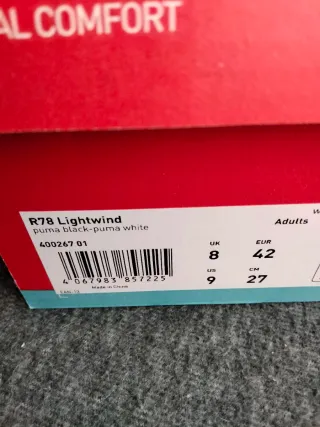 AL COMFORT
R78 Lightwind
puma black-puma white
400267 01
Adults
UK EUR
8 42
US CM
9 27
4 067983 857225
Made in China